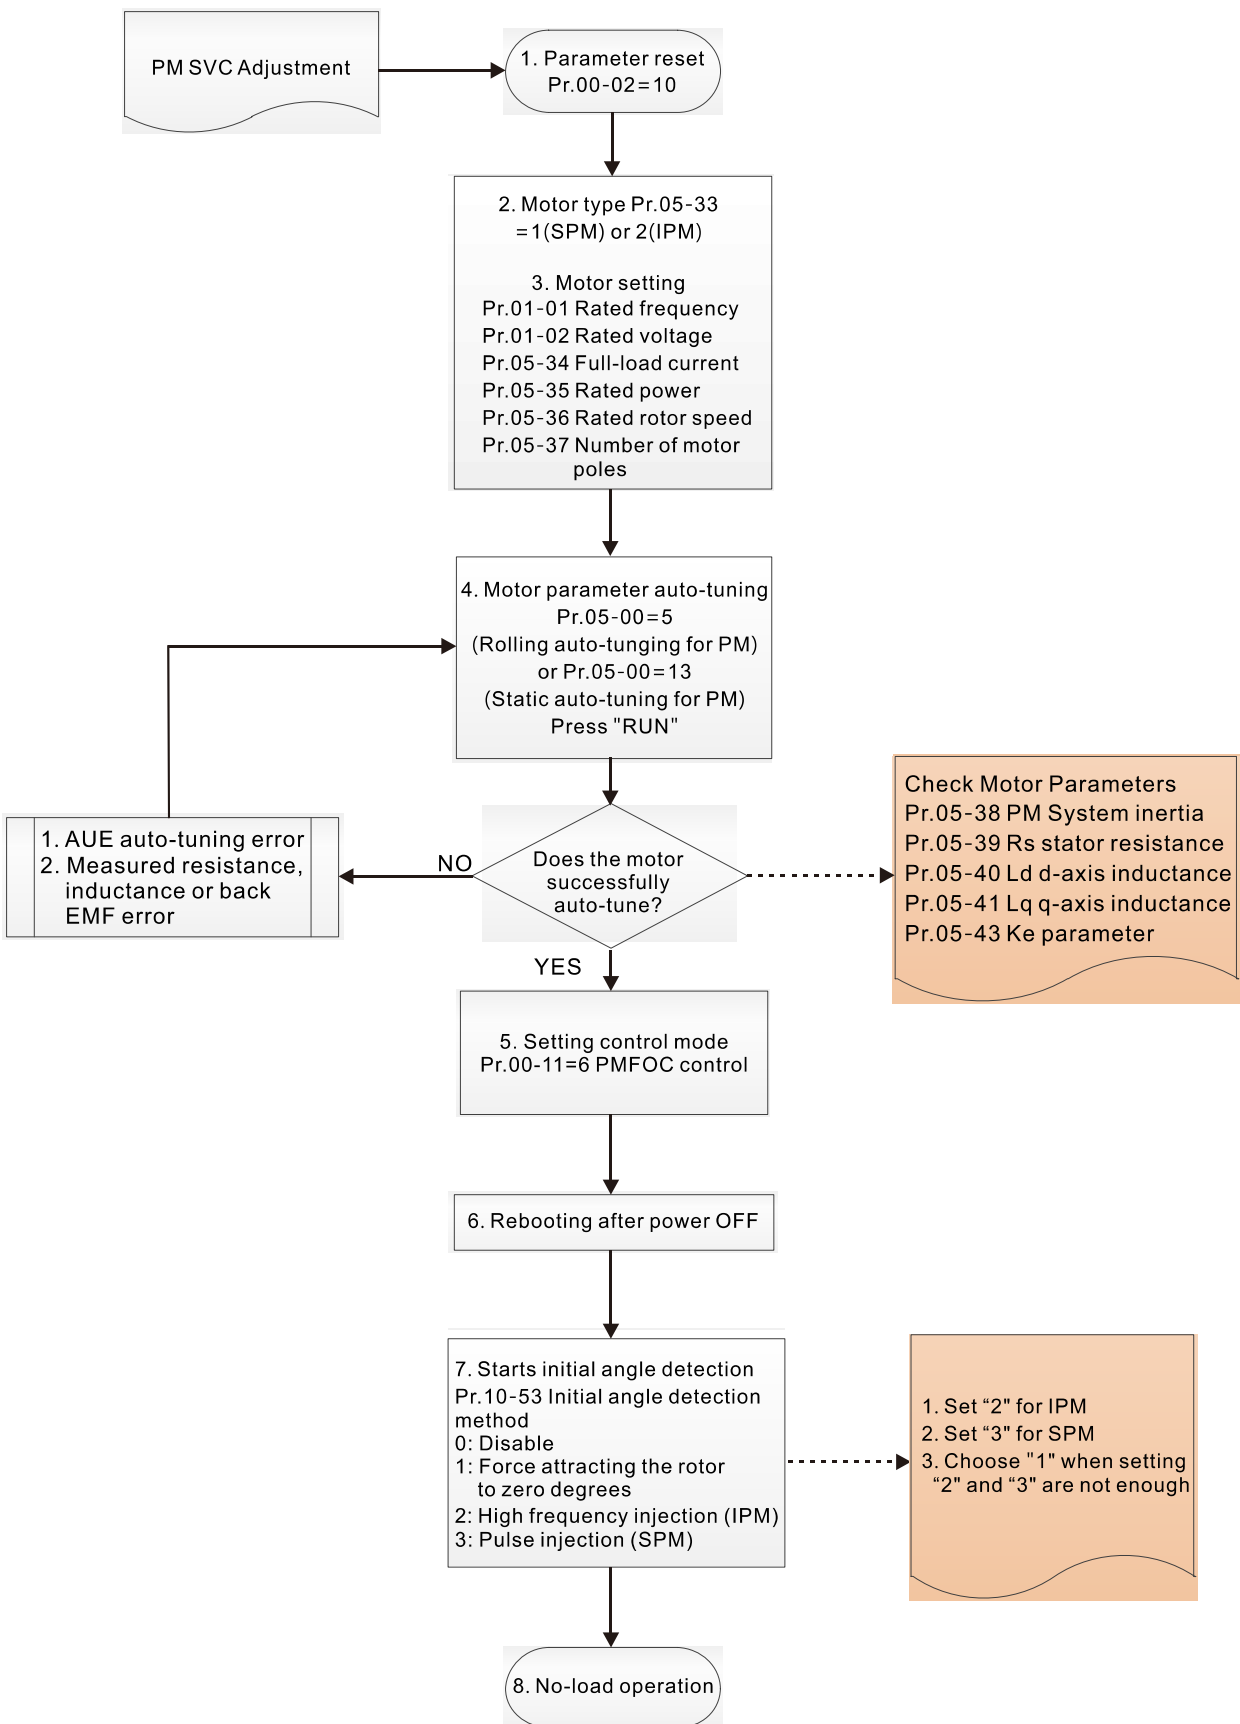 PM SVC Adjustment
1. Parameter reset
Pr.00-02=10
2. Motor type Pr.05-33
=1(SPM) or 2(IPM)
3. Motor setting
Pr.01-01 Rated frequency
Pr.01-02 Rated voltage
Pr.05-34 Full-load current
Pr.05-35 Rated power
Pr.05-36 Rated rotor speed
Pr.05-37 Number of motor
poles
4. Motor parameter auto-tuning
Pr.05-00=5
(Rolling auto-tunging for PM)
or Pr.05-00=13
(Static auto-tuning for PM)
Press "RUN"
1. AUE auto-tuning error
2. Measured resistance,
inductance or back
EMF error
NO
Does the motor
successfully
auto-tune?
YES
Check Motor Parameters
Pr.05-38 PM System inertia
Pr.05-39 Rs stator resistance
Pr.05-40 Ld d-axis inductance
Pr.05-41 Lq q-axis inductance
Pr.05-43 Ke parameter
5. Setting control mode
Pr.00-11=6 PMFOC control
6. Rebooting after power OFF
7. Starts initial angle detection
Pr.10-53 Initial angle detection
method
0: Disable
1: Force attracting the rotor
to zero degrees
2: High frequency injection (IPM)
3: Pulse injection (SPM)
1. Set “2" for IPM
2. Set “3" for SPM
3. Choose "1" when setting
“2" and “3" are not enough
8. No-load operation